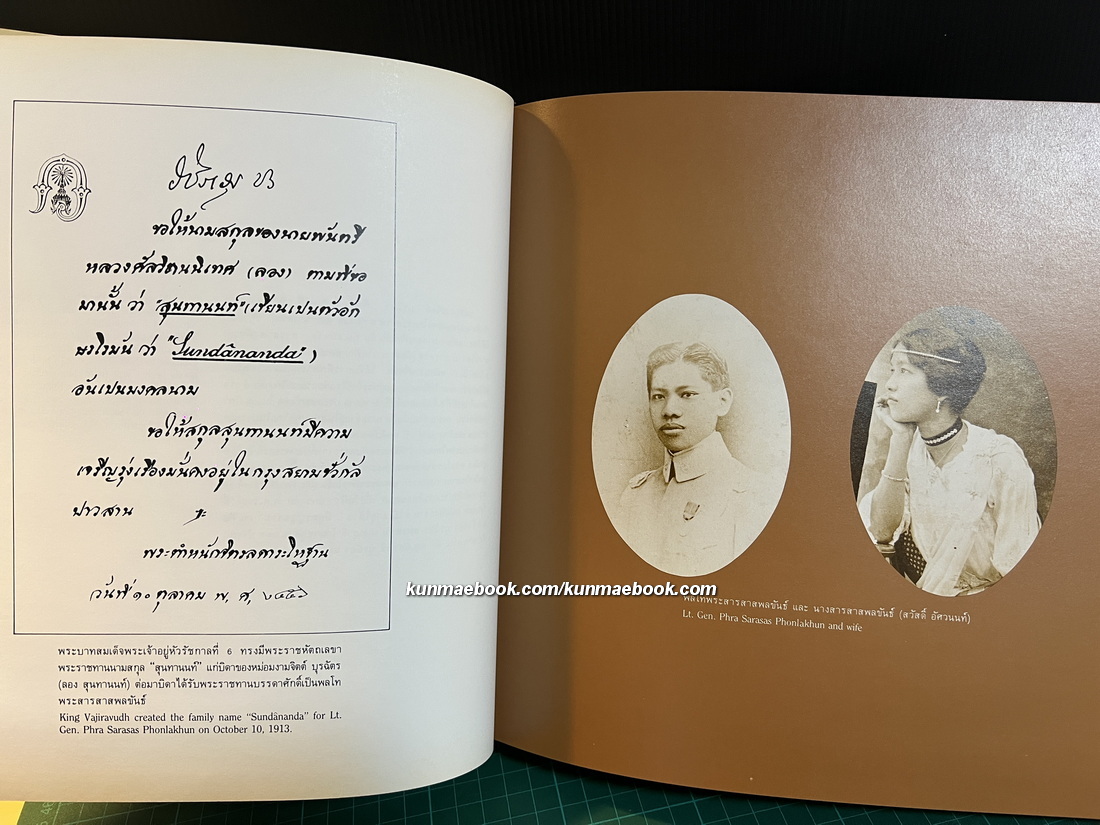 ขอให้นามสกุลของนายพันตรี
หลวงศัลวิธานนิเทศ (ลอง) ตามที่ขอ
มานั้น ว่า "สุนทานนท์" (เขียนเปนตัวอัก
ษรโรมัน ว่า "Sundānanda")
อันเปนมงคลนาม
ขอให้สกุลสุนทานนท์มีความ
เจริญรุ่งเรืองมั่นคงอยู่ในกรุงสยามชั่วกัล
ปาวสาน
พระตำหนักจิตรลดาระโหฐาน
วันที่ ๑๐ ตุลาคม พ, ศ, ๒๔๕๖
พระบาทสมเด็จพระเจ้าอยู่หัวรัชกาลที่ 6 ทรงมีพระราชหัตถเลขา
พระราชทานนามสกุล "สุนทานนท์" แก่บิดาของหม่อมงามจิตต์ บุรฉัตร
(ลอง สุนทานนท์) ต่อมาบิดาได้รับพระราชทานบรรดาศักดิ์เป็นพลโท
พระสารสาสพลขันธ์
King Vajiravudh created the family name "Sundānanda" for Lt.
Gen. Phra Sarasas Phonlakhun on October 10, 1913.
kunmaebook.com/kunmaebook.com
พลโทพระสารสาสพลขันธ์ และ นางสารสาสพลขันธ์ (สวัสดิ์ อัศวนนท์)
Lt. Gen. Phra Sarasas Phonlakhun and wife